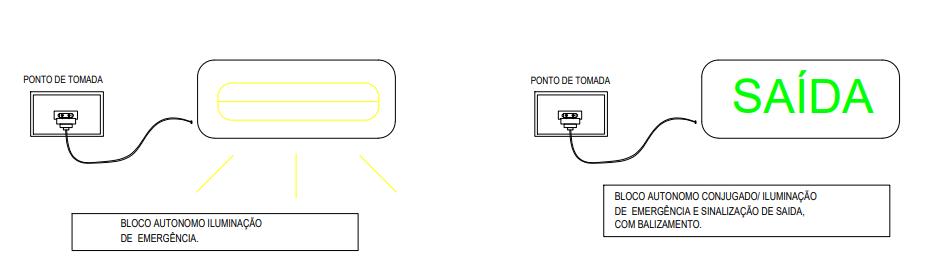 PONTO DE TOMADA
BLOCO AUTONOMO ILUMINAÇÃO
DE EMERGÊNCIA.
PONTO DE TOMADA
SAÍDA
BLOCO AUTONOMO CONJUGADO/ ILUMINAÇÃO
DE EMERGÊNCIA E SINALIZAÇÃO DE SAIDA,
COM BALIZAMENTO.